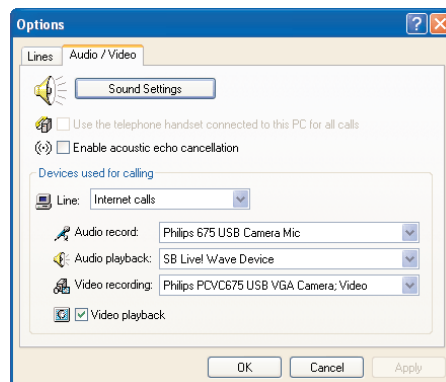 Options
Lines Audio / Video
Sound Settings
Use the telephone handset connected to this PC for all calls
Enable acoustic echo cancellation
Devices used for calling
Line: Internet calls
Audio record: Philips 675 USB Camera Mic
Audio playback: SB Live! Wave Device
Video recording: Philips PCVC675 USB VGA Camera; Video
Video playback
OK Cancel Apply